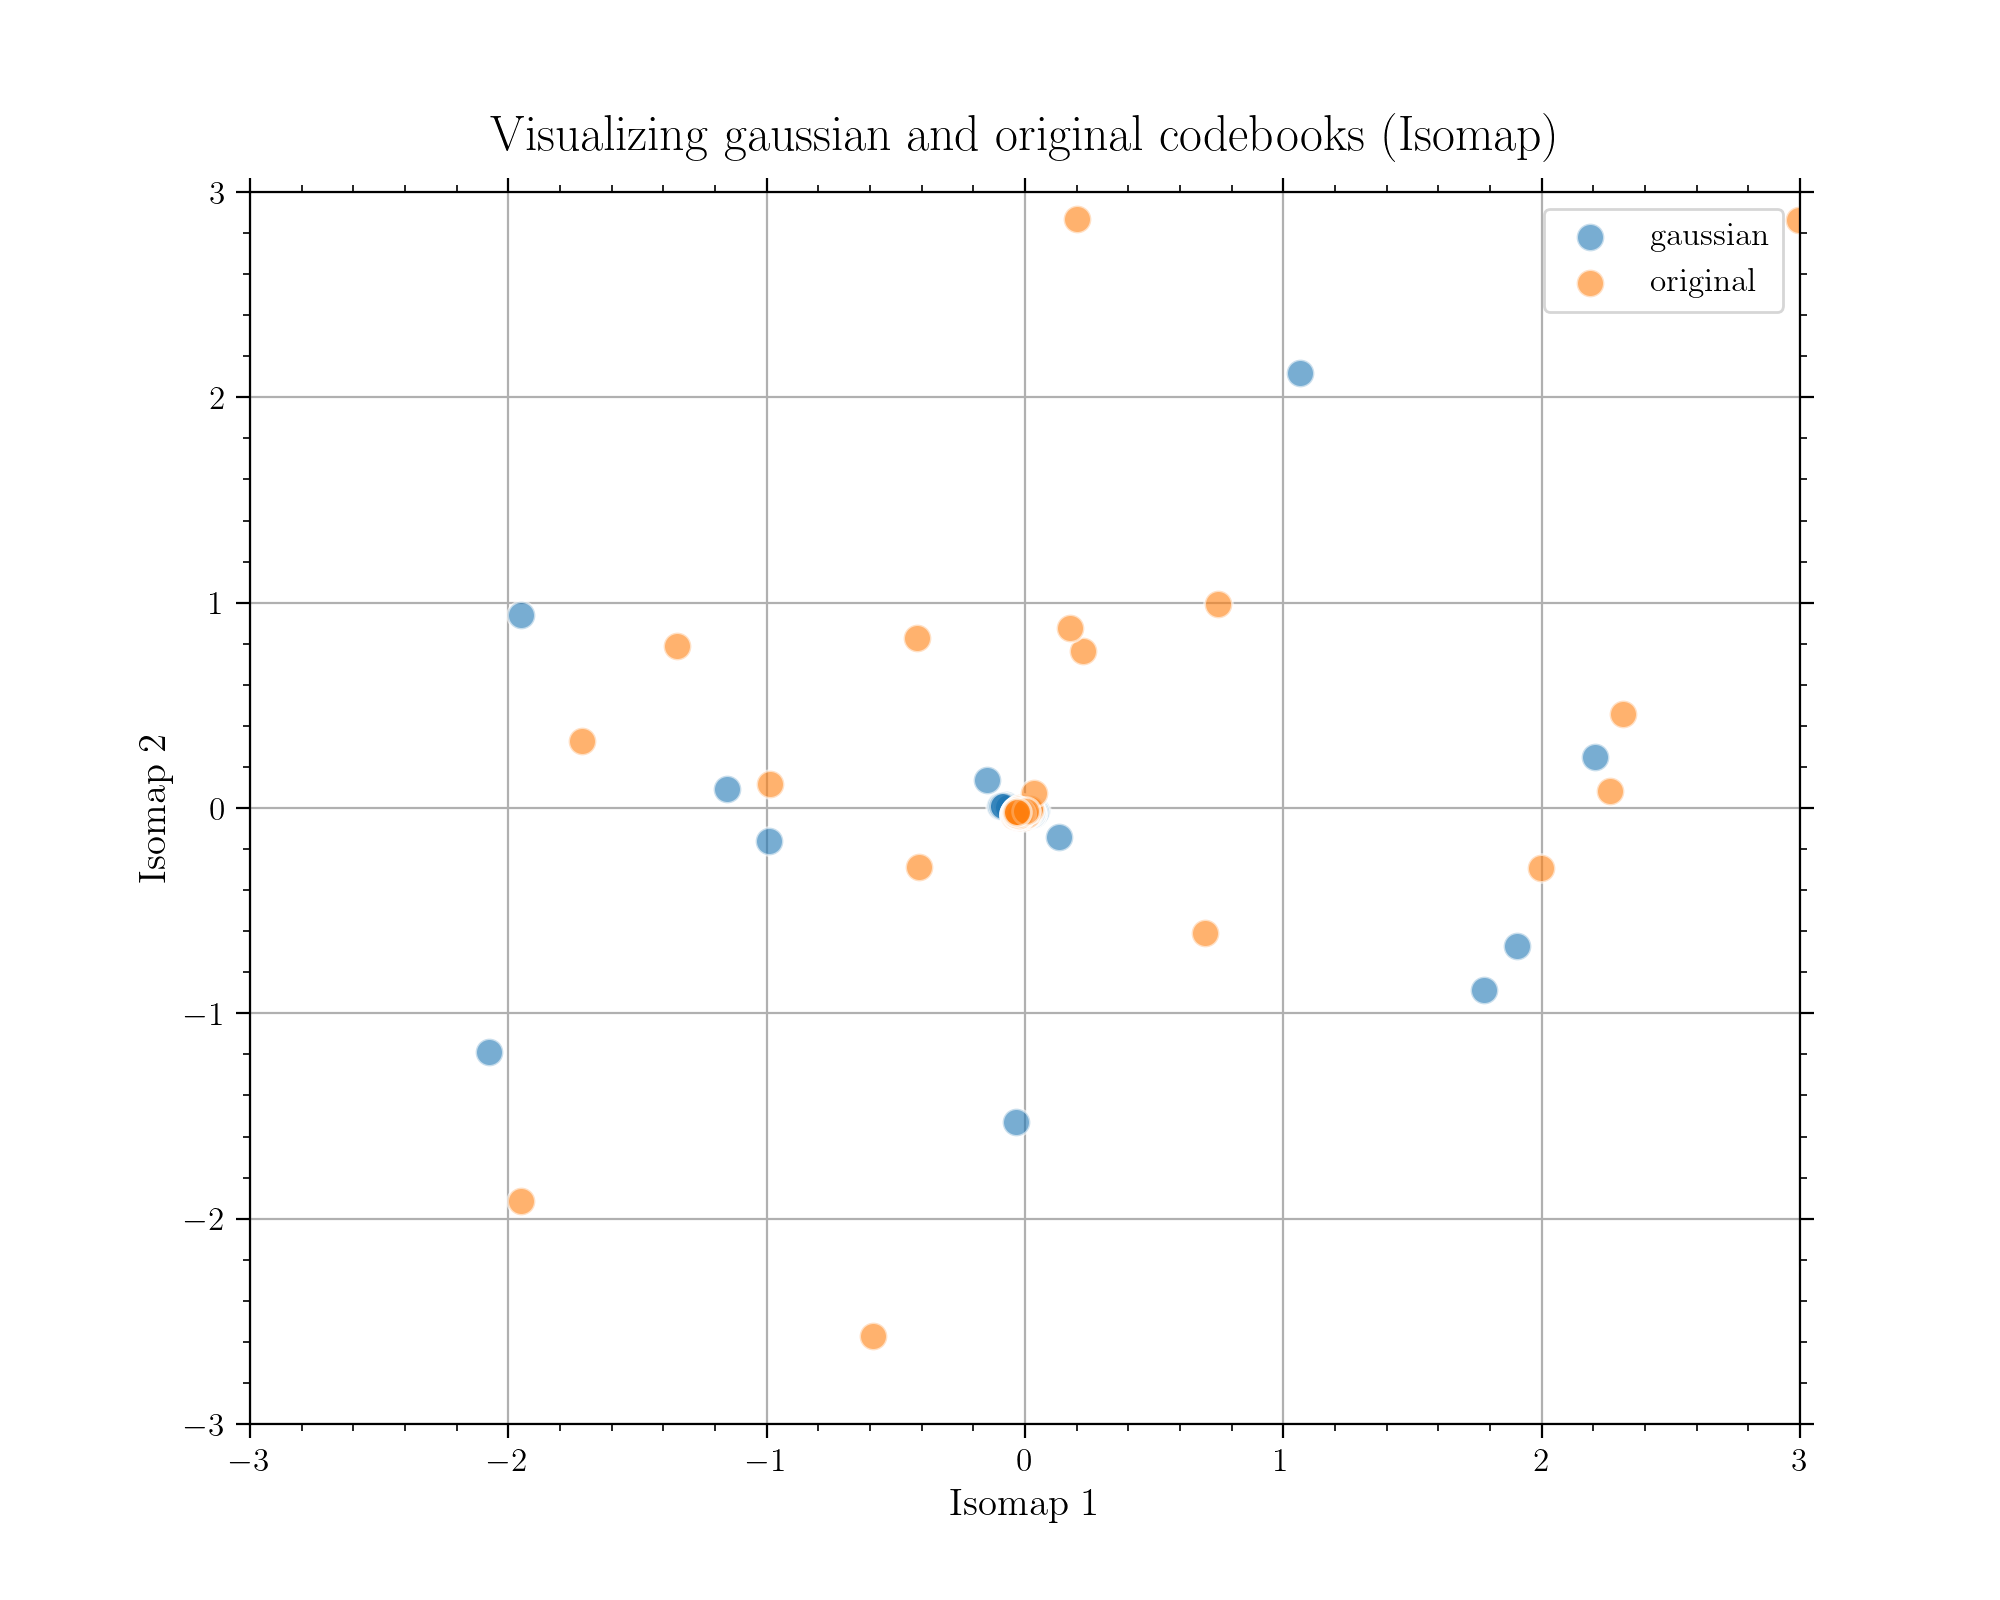 Visualizing gaussian and original codebooks (Isomap)
gaussian
original
3
2
1
0
−1
−2
−3
Isomap 2
−3
−2
−1
0
1
2
3
Isomap 1